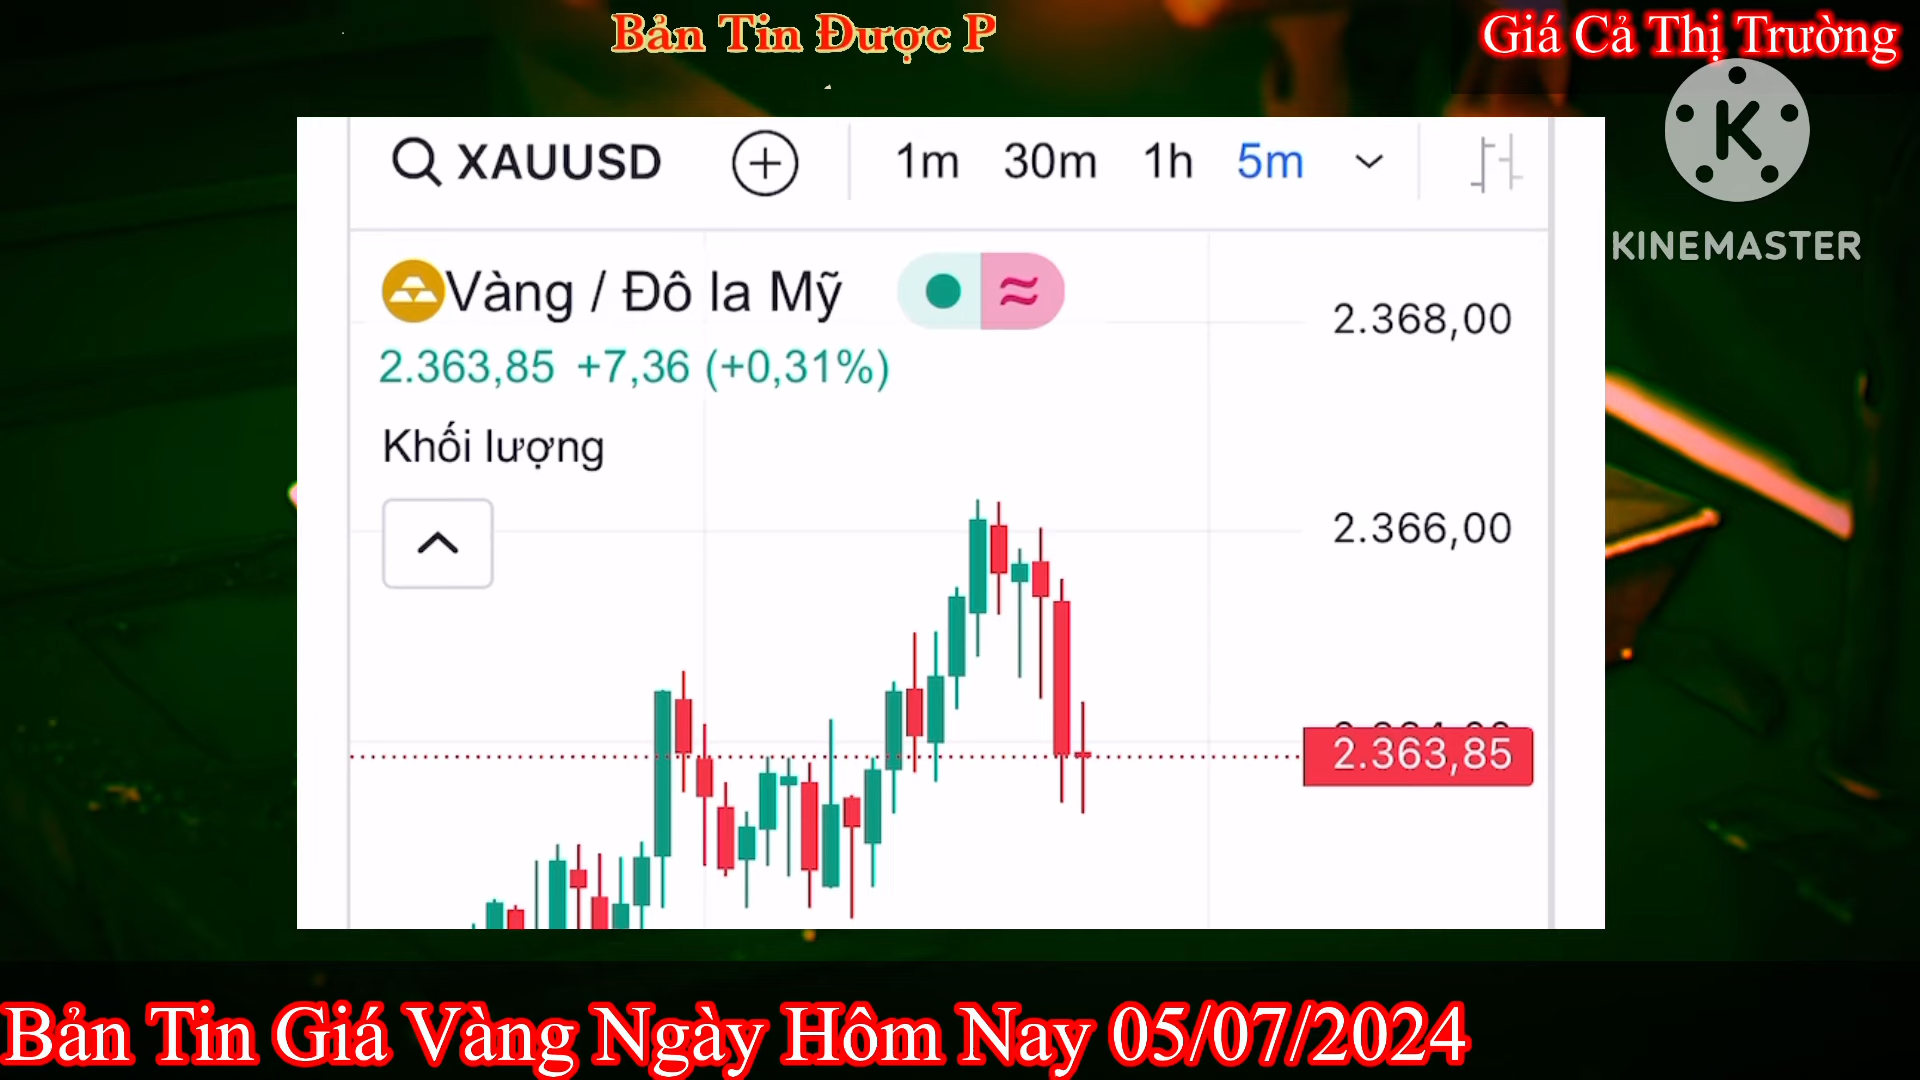 Bản Tin Được P
Giá Cả Thị Trường
K
KINEMASTER
XAUUSD 1m 30m 1h 5m
Vàng / Đô la Mỹ
2.363,85 +7,36 (+0,31%)
Khối lượng
2.368,00
2.366,00
2.363,85
Bản Tin Giá Vàng Ngày Hôm Nay 05/07/2024